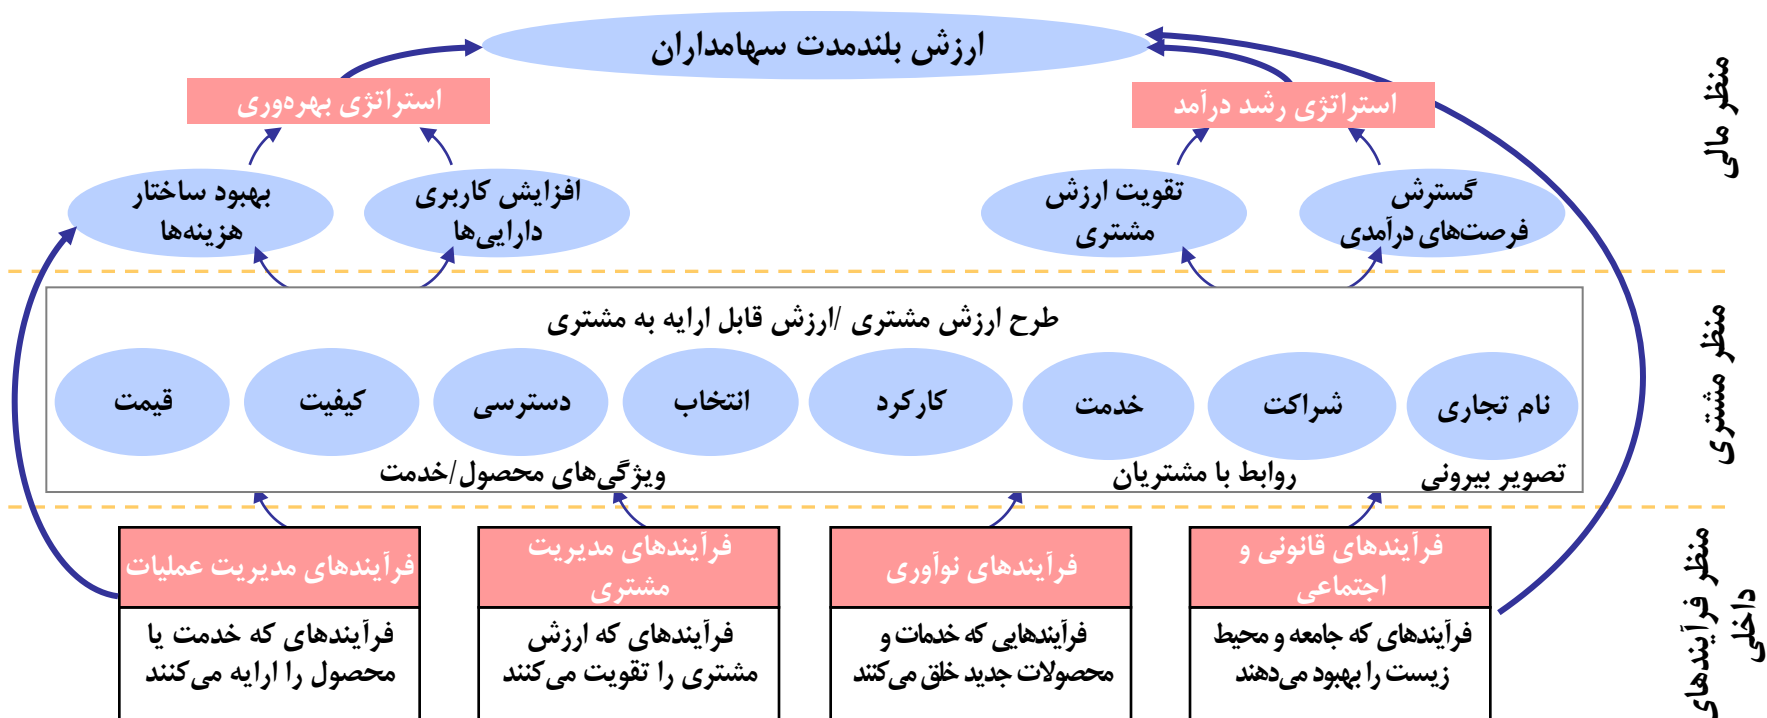 ارزش بلندمدت سهامداران
استراتژی رشد درآمد
استراتژی بهره‌وری
گسترش
فرصت‌های درآمدی
تقویت ارزش
مشتری
افزایش کاربری
دارایی‌ها
بهبود ساختار
هزینه‌ها
منظر مالی
طرح ارزش مشتری /ارزش قابل ارایه به مشتری
نام تجاری
شراکت
خدمت
کارکرد
انتخاب
دسترسی
کیفیت
قیمت
تصویر بیرونی
روابط با مشتریان
ویژگی‌های محصول/خدمت
منظر مشتری
فرآیندهای قانونی و
اجتماعی
فرآیندهای که جامعه و محیط
زیست را بهبود می‌دهند
فرآیندهای نوآوری
فرآیندهایی که خدمات و
محصولات جدید خلق می‌کنند
فرآیندهای مدیریت
مشتری
فرآیندهای که ارزش
مشتری را تقویت می‌کنند
فرآیندهای مدیریت عملیات
فرآیندهای که خدمت یا
محصول را ارایه می‌کنند
منظر فرآیندهای
داخلی